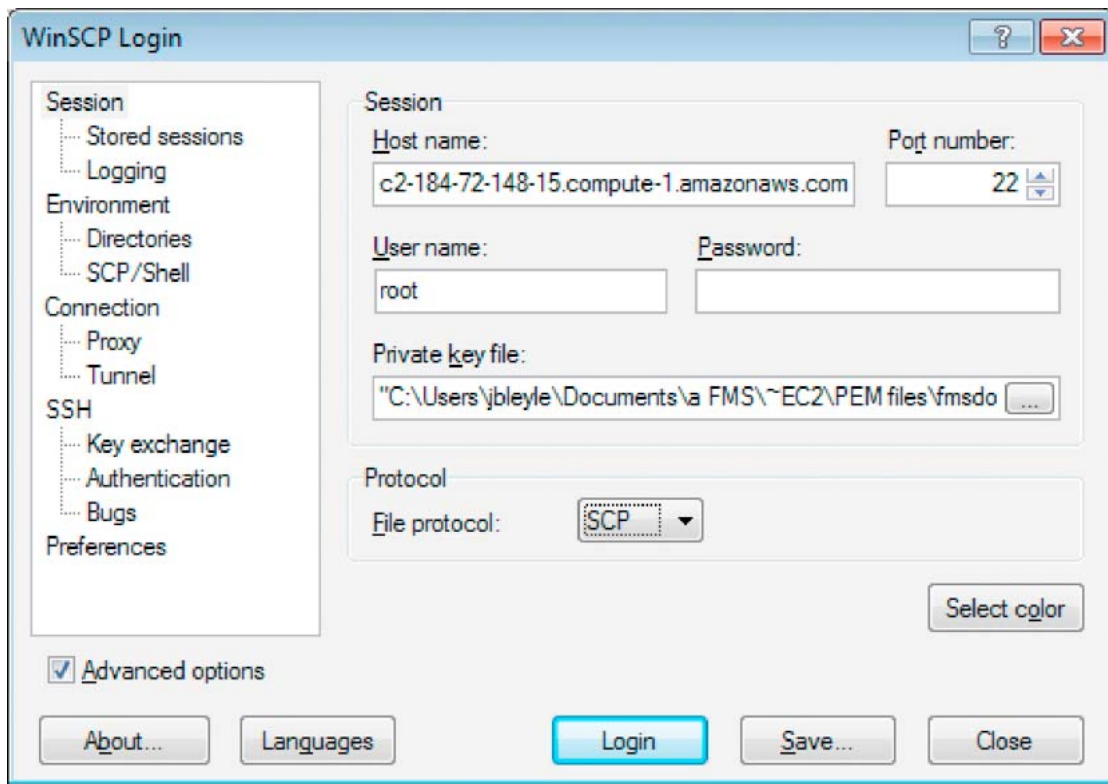 WinSCP Login
Session
Stored sessions
Logging
Environment
Directories
SCP/Shell
Connection
Proxy
Tunnel
SSH
Key exchange
Authentication
Bugs
Preferences
Session
Host name: Port number:
c2-184-72-148-15.compute-1.amazonaws.com 22
User name: Password:
root
Private key file:
"C:\Users\jbleyle\Documents\a FMS\~EC2\PEM files\fmsdo ...
Protocol
File protocol: SCP
Select color
Advanced options
About... Languages Login Save... Close